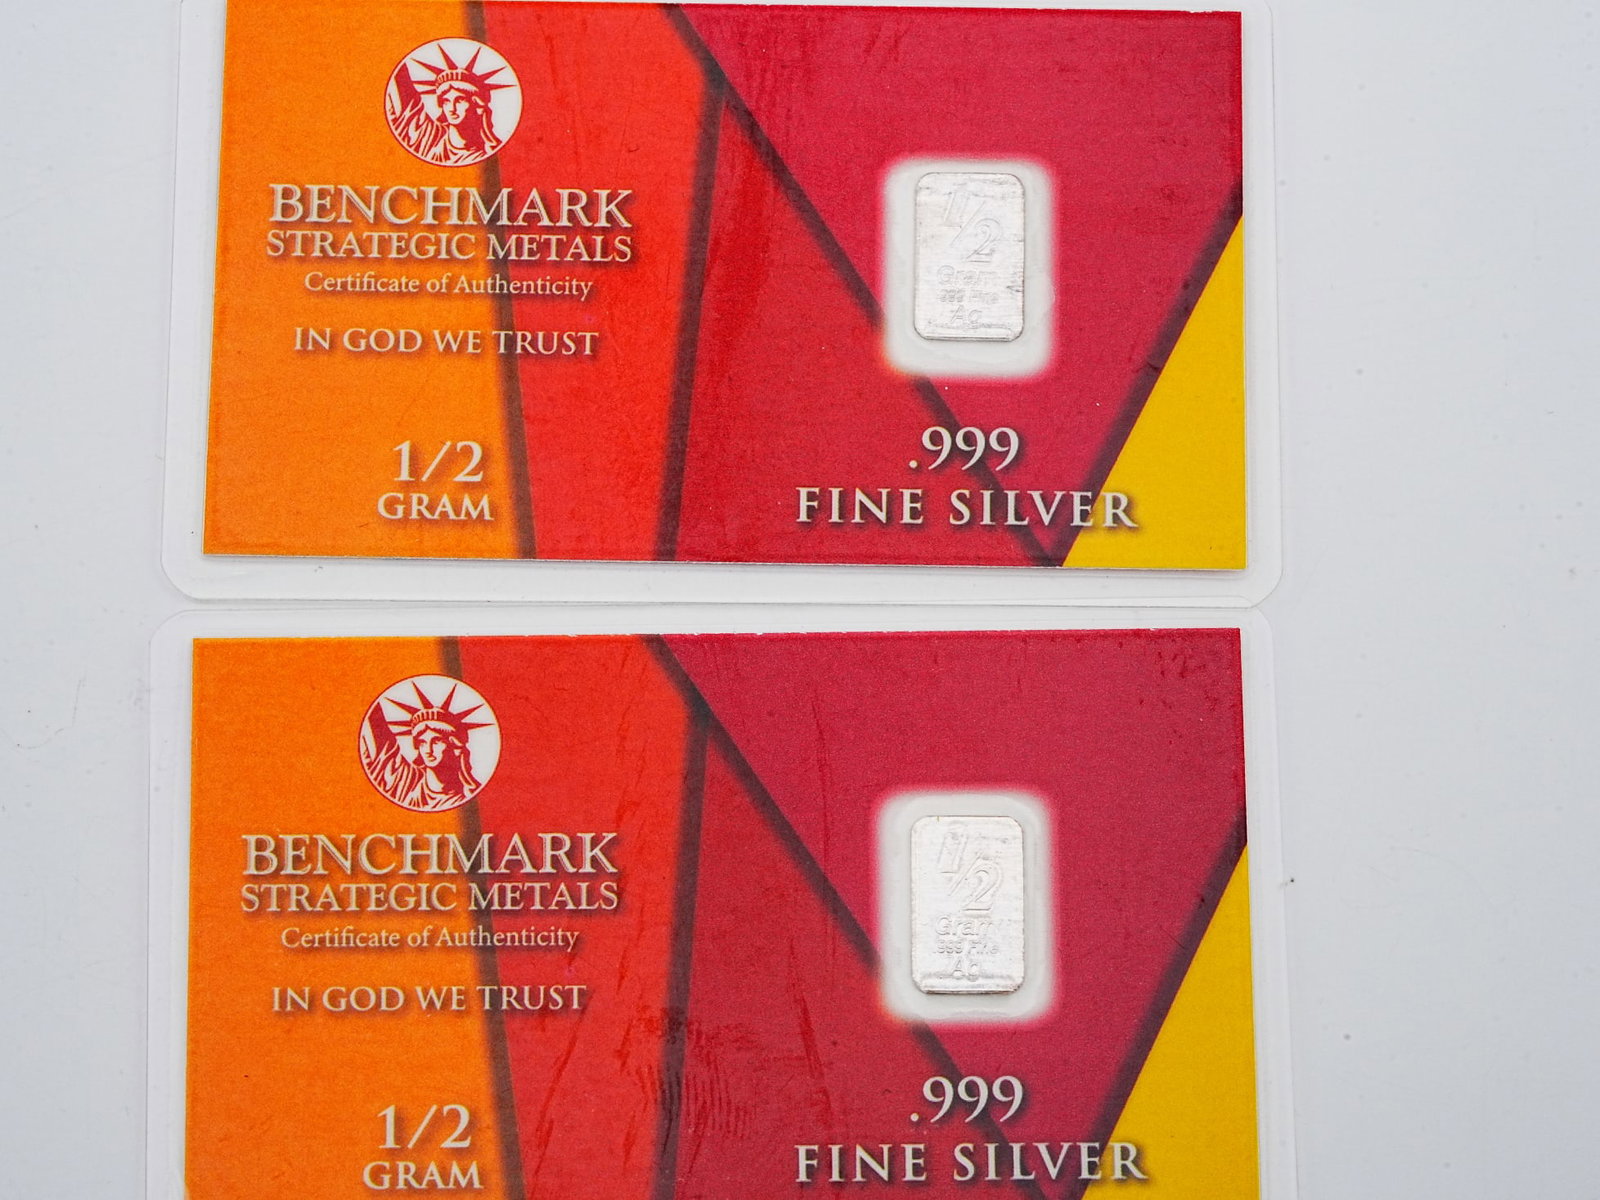 BENCHMARK
STRATEGIC METALS
Certificate of Authenticity
IN GOD WE TRUST
1/2
GRAM
1/2
Gram
999 Fine
Ag
.999
FINE SILVER
BENCHMARK
STRATEGIC METALS
Certificate of Authenticity
IN GOD WE TRUST
1/2
GRAM
1/2
Gram
999 Fine
Ag
.999
FINE SILVER